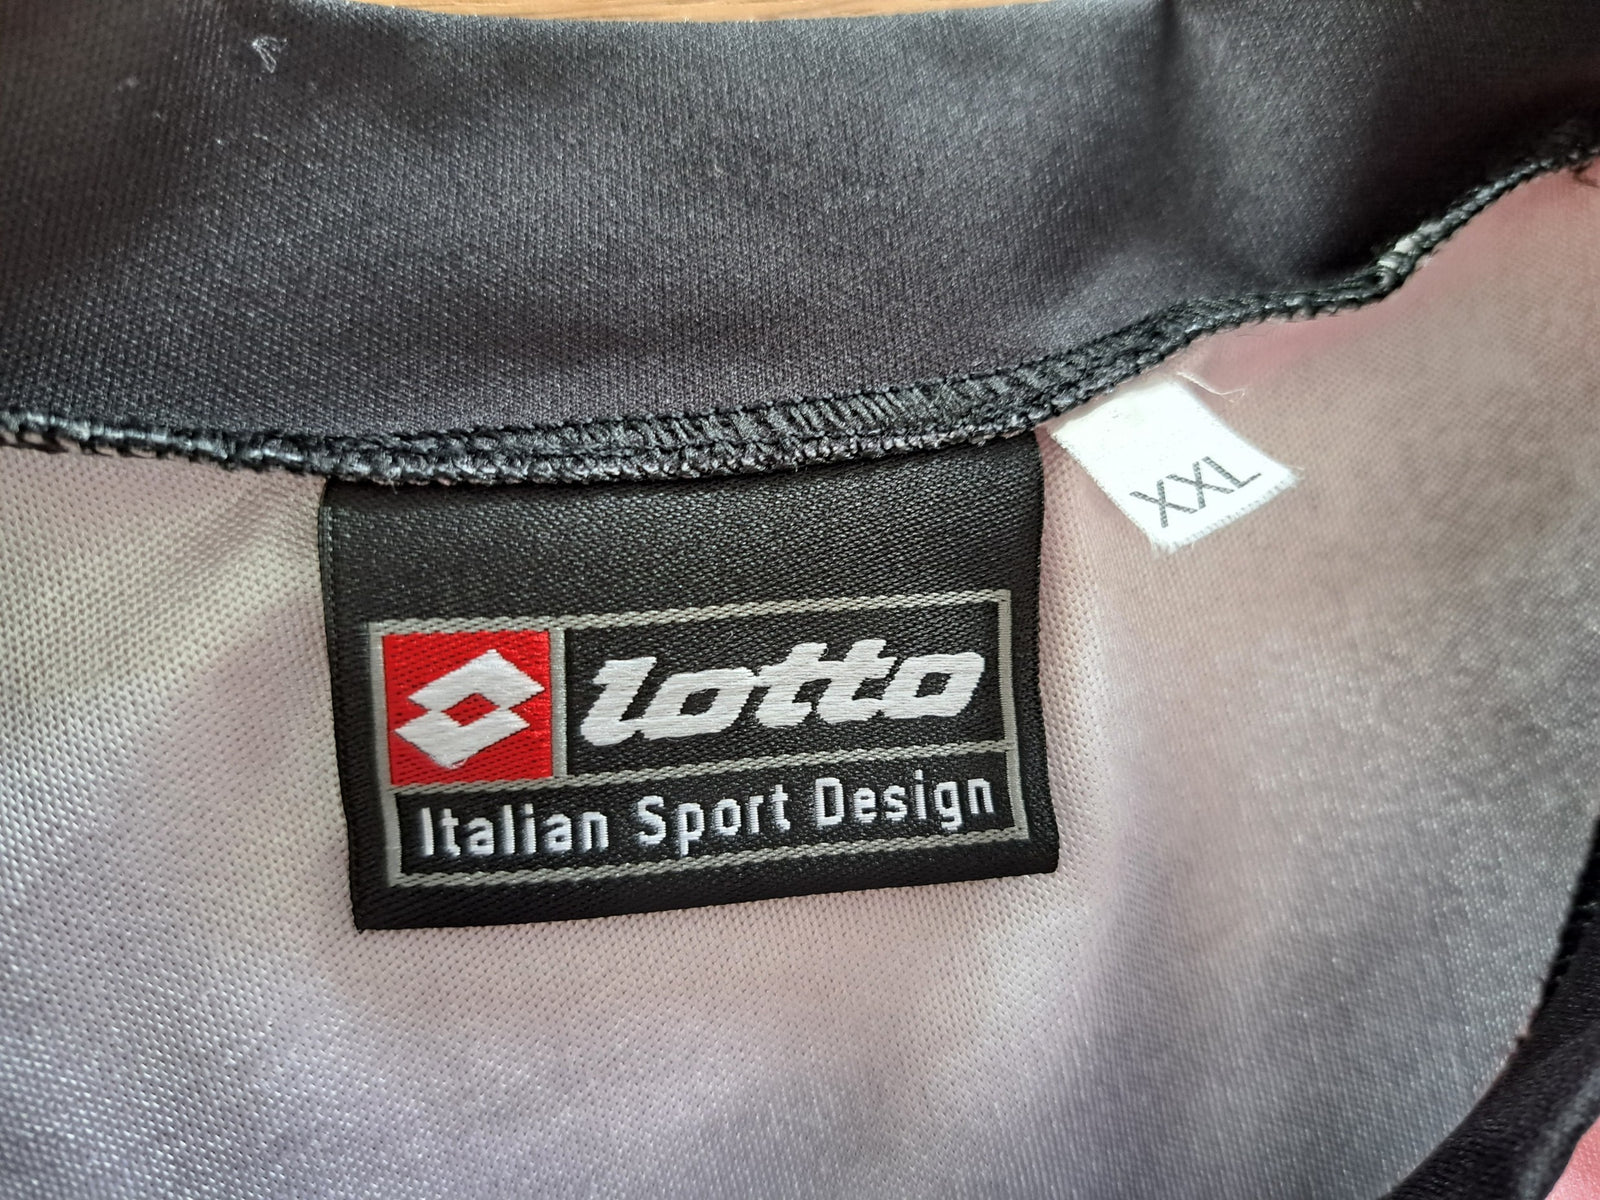 XXL
lotto
Italian Sport Design